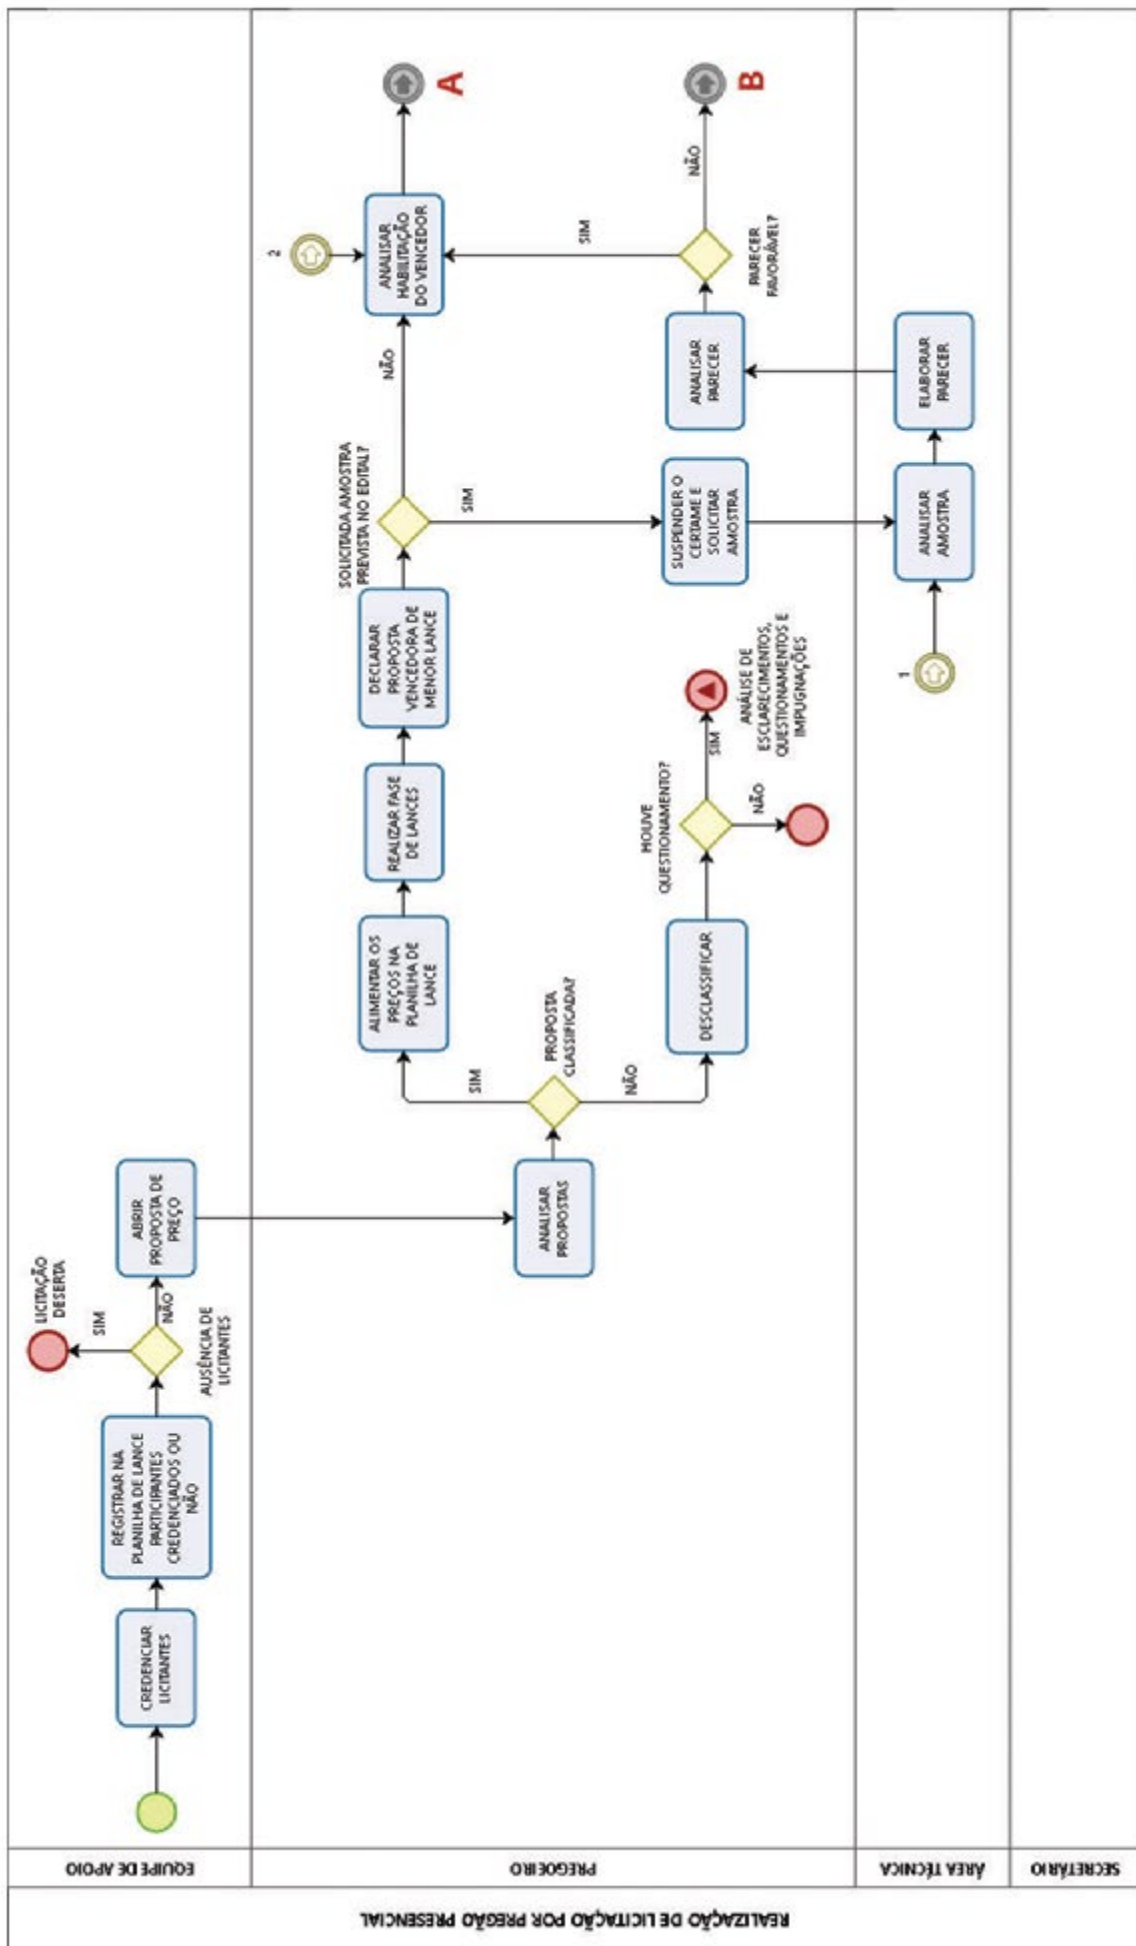 REALIZAÇÃO DE LICITAÇÃO POR PREGÃO PRESENCIAL
EQUIPE DE APOIO
CREDENCIAR
LICITANTES
REGISTRAR NA
PLANILHA DE LANCE
PARTICIPANTES
CREDENCIADOS OU
NÃO
AUSÊNCIA DE
LICITANTES
SIM
LICITAÇÃO
DESERTA
NÃO
ABRIR
PROPOSTA DE
PREÇO
PREGOEIRO
ANALISAR
PROPOSTAS
PROPOSTA
CLASSIFICADA?
SIM
NÃO
ALIMENTAR OS
PREÇOS NA
PLANILHA DE
LANCE
REALIZAR FASE
DE LANCES
DECLARAR
PROPOSTA
VENCEDORA DE
MENOR LANCE
SOLICITADA AMOSTRA
PREVISTA NO EDITAL?
NÃO
SIM
2
ANALISAR
HABILITAÇÃO
DO VENCEDOR
A
DESCLASSIFICAR
HOUVE
QUESTIONAMENTO?
SIM
NÃO
ANÁLISE DE
ESCLARECIMENTOS,
QUESTIONAMENTOS E
IMPUGNAÇÕES
SUSPENDER O
CERTAME E
SOLICITAR
AMOSTRA
ANALISAR
PARECER
PARECER
FAVORÁVEL?
SIM
NÃO
B
ÁREA TÉCNICA
1
ANALISAR
AMOSTRA
ELABORAR
PARECER
SECRETÁRIO